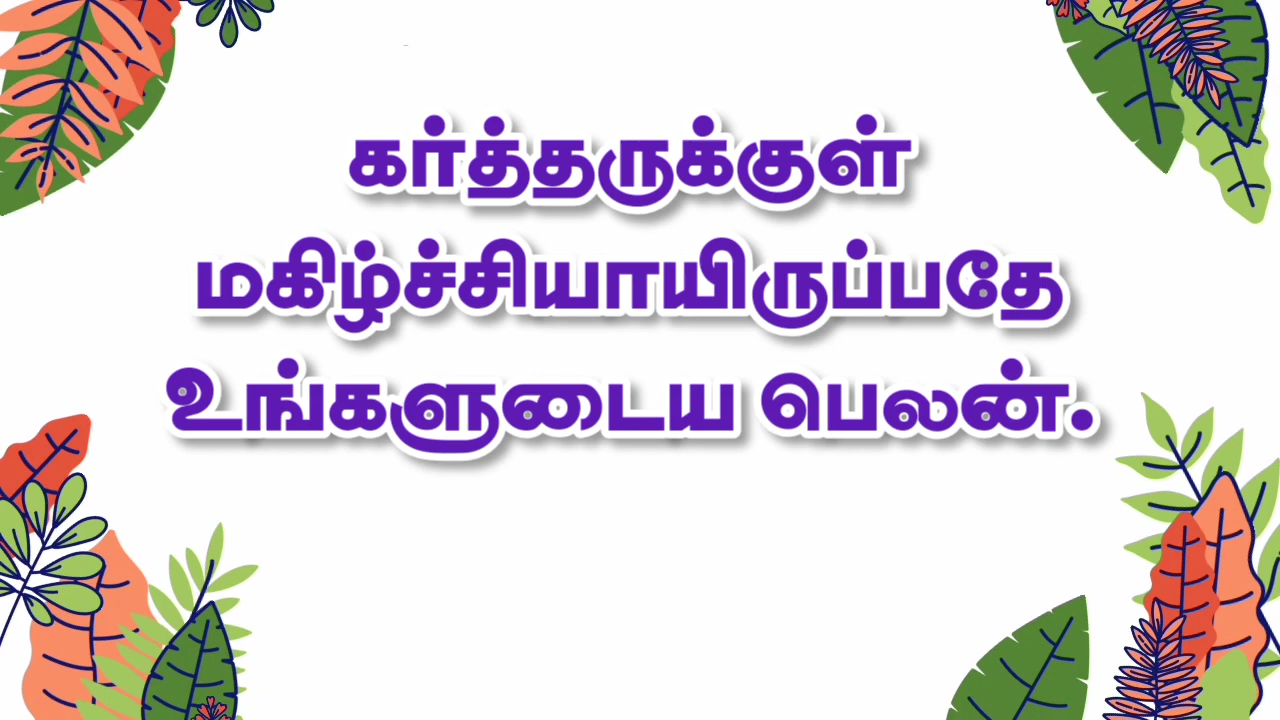 கர்த்தருக்குள்
மகிழ்ச்சியாயிருப்பதே
உங்களுடைய பெலன்.